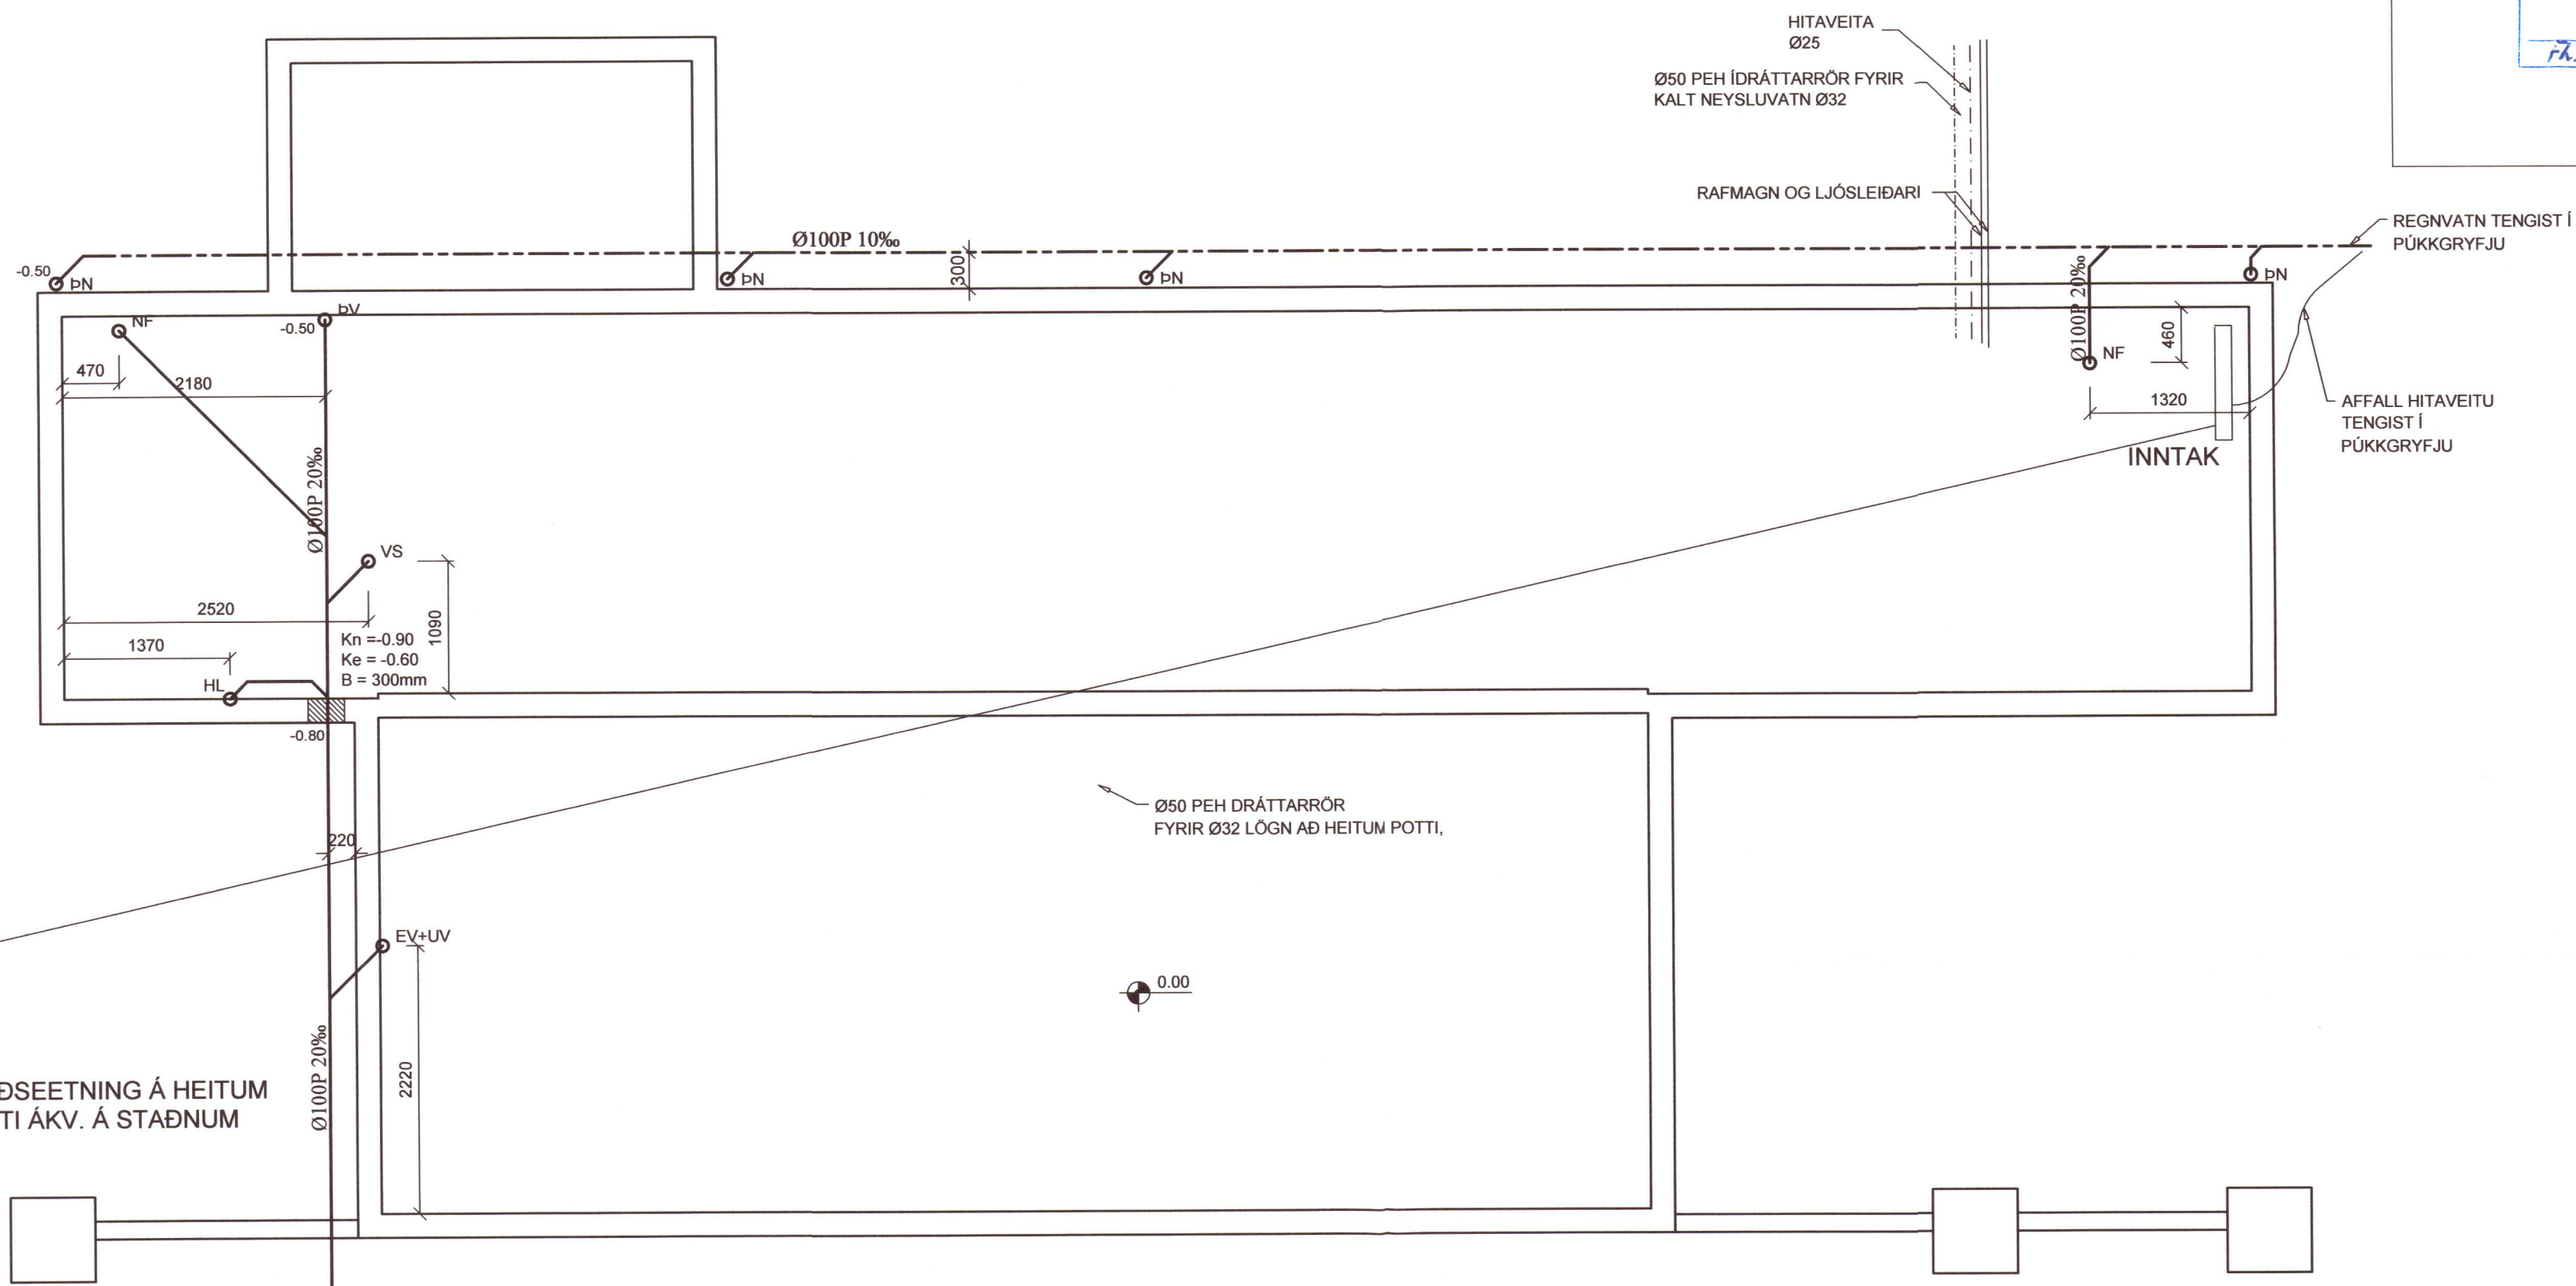 HITAVEITA
Ø25
Ø50 PEH ÍDRÁTTARRÖR FYRIR
KALT NEYSLUVATN Ø32
RAFMAGN OG LJÓSLEIÐARI
REGNVATN TENGIST Í
PÚKKGRYFJU
Ø100P 10‰
300
-0.50
ÞN
ÞN
ÞN
ÞN
NF
ÞV
-0.50
470
2180
Ø100P 20‰
Ø100P 20‰
NF
460
1320
AFFALL HITAVEITU
TENGIST Í
PÚKKGRYFJU
INNTAK
VS
2520
1090
1370
Kn =-0.90
Ke = -0.60
B = 300mm
HL
-0.80
220
Ø50 PEH DRÁTTARRÖR
FYRIR Ø32 LÖGN AÐ HEITUM POTTI,
EV+UV
0.00
2220
Ø100P 20‰
ÐSEETNING Á HEITUM
TI ÁKV. Á STAÐNUM